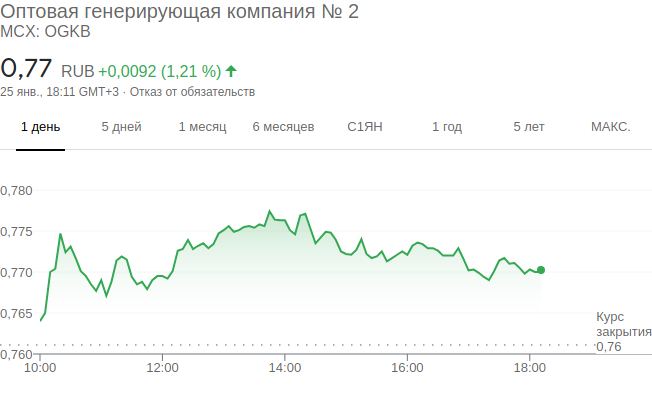 Оптовая генерирующая компания № 2
MCX: OGKB
0,77 RUB +0,0092 (1,21 %)
25 янв., 18:11 GMT+3 · Отказ от обязательств
1 день 5 дней 1 месяц 6 месяцев С1ЯН 1 год 5 лет МАКС.
0,780
0,775
0,770
0,765
Курс
закрытия
0,76
0,760
10:00 12:00 14:00 16:00 18:00